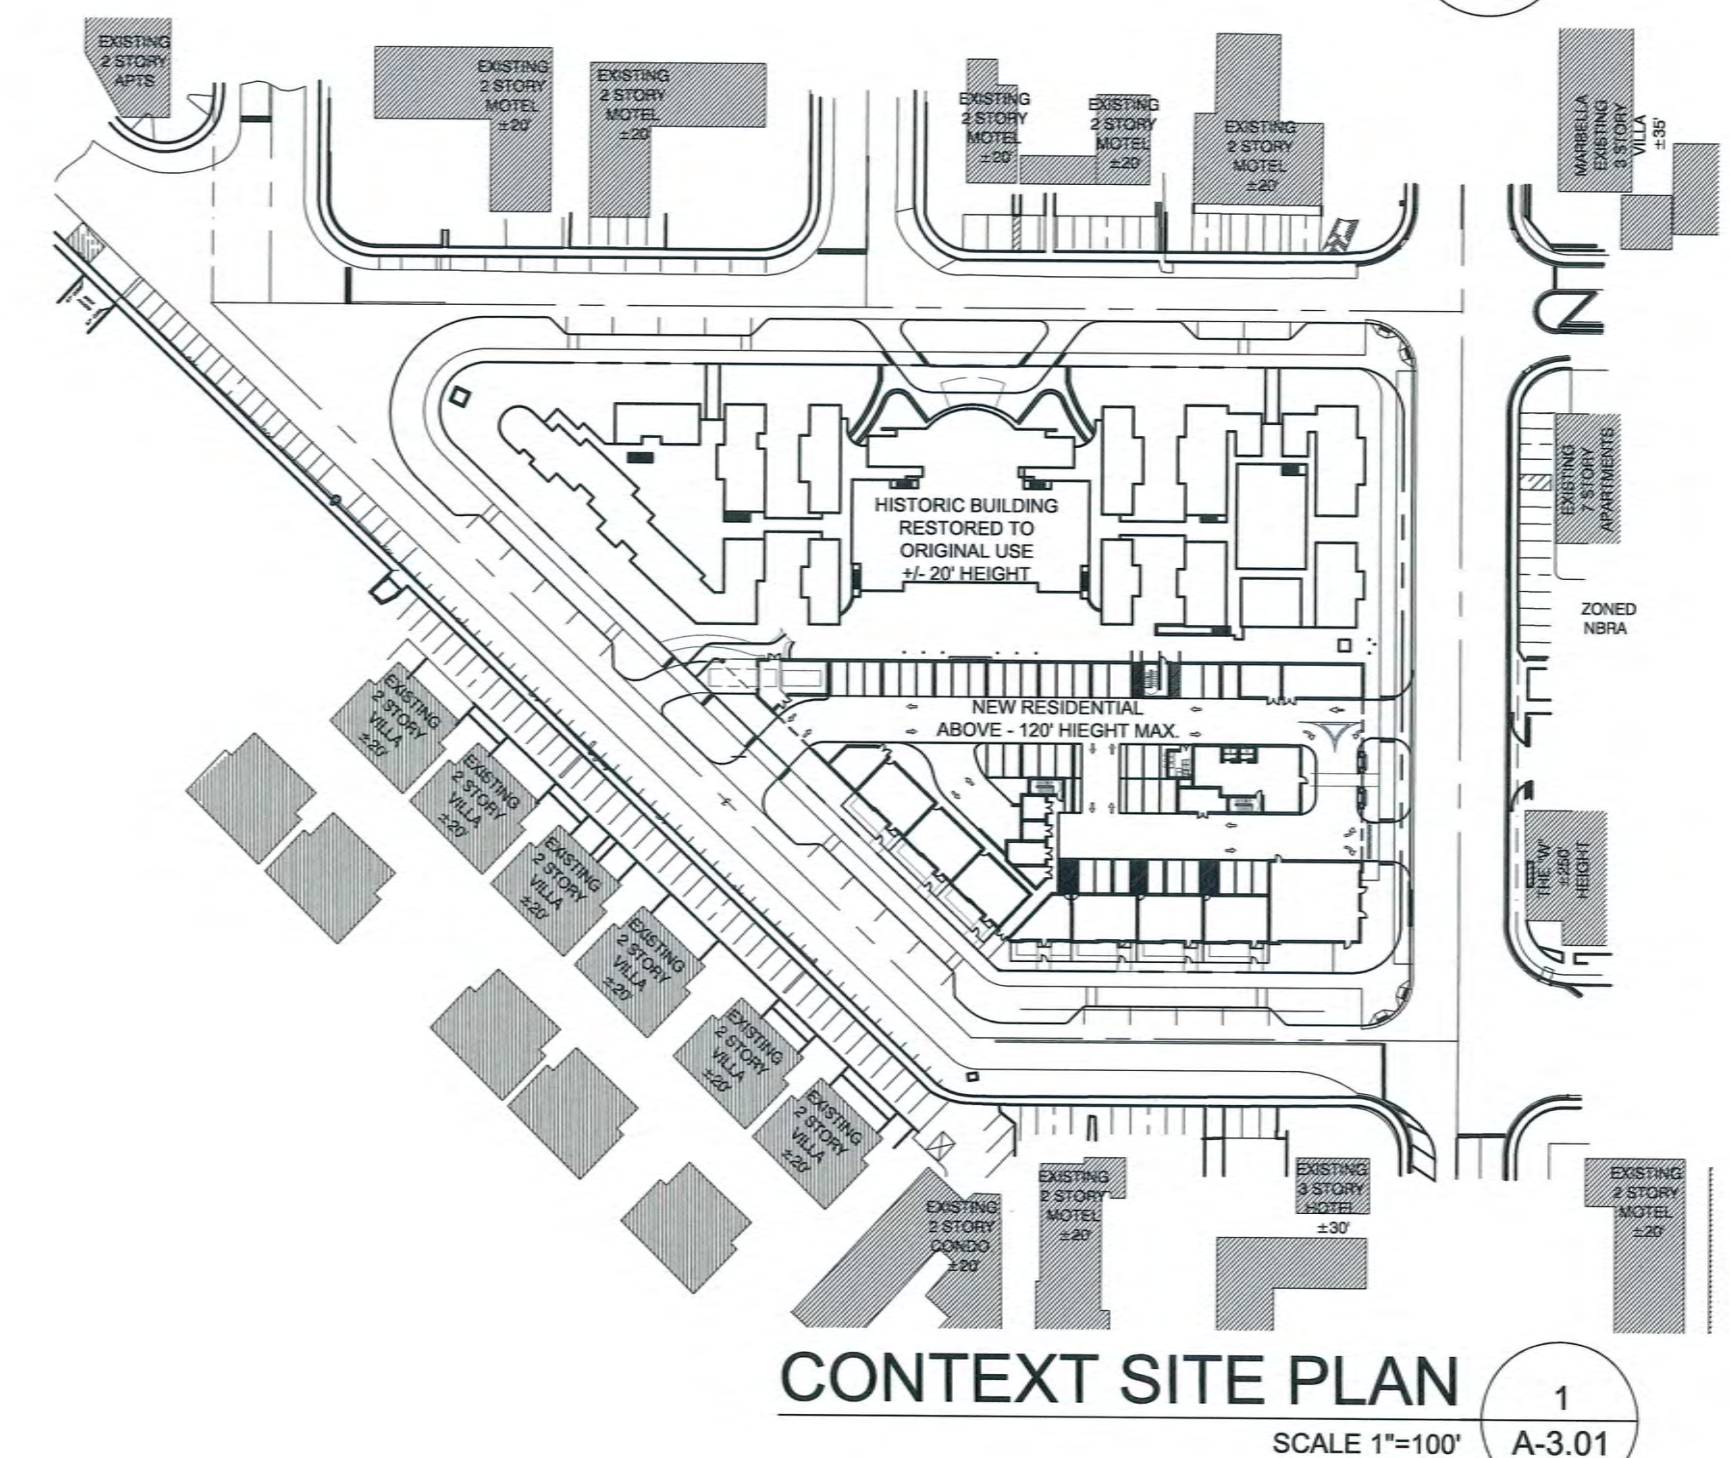 EXISTING
2 STORY
APTS
EXISTING
2 STORY
MOTEL
±20'
EXISTING
2 STORY
MOTEL
±20'
EXISTING
2 STORY
MOTEL
±20'
EXISTING
2 STORY
MOTEL
±20'
EXISTING
2 STORY
MOTEL
±20'
MARBELLA
EXISTING
3 STORY
VILLA
±35'
HISTORIC BUILDING
RESTORED TO
ORIGINAL USE
+/- 20' HEIGHT
EXISTING
7 STORY
APARTMENTS
ZONED
NBRA
NEW RESIDENTIAL
ABOVE - 120' HIEGHT MAX.
EXISTING
2 STORY
VILLA
±20'
EXISTING
2 STORY
VILLA
±20'
EXISTING
2 STORY
VILLA
±20'
EXISTING
2 STORY
VILLA
±20'
EXISTING
2 STORY
VILLA
±20'
EXISTING
2 STORY
VILLA
±20'
THE "W"
±250'
HEIGHT
EXISTING
2 STORY
CONDO
±20'
EXISTING
2 STORY
MOTEL
±20'
EXISTING
3 STORY
HOTEL
±30'
EXISTING
2 STORY
MOTEL
±20'
CONTEXT SITE PLAN
1
SCALE 1"=100'
A-3.01